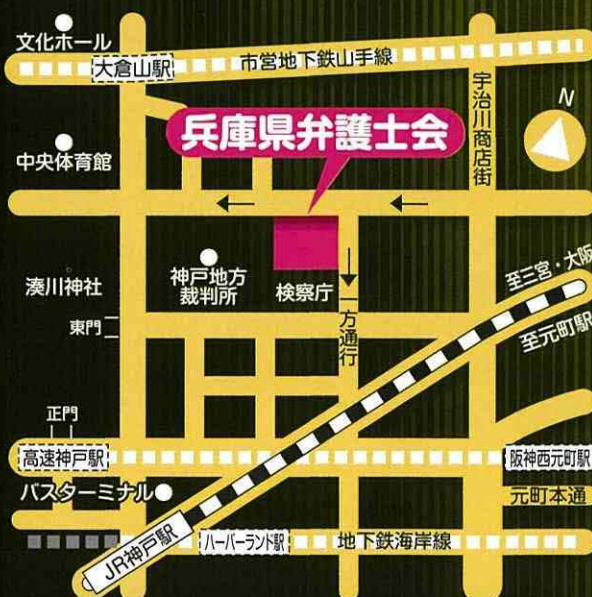 文化ホール
大倉山駅
市営地下鉄山手線
宇治川商店街
N
兵庫県弁護士会
中央体育館
湊川神社
神戸地方
裁判所
検察庁
一方通行
至三宮・大阪
至元町駅
東門
正門
高速神戸駅
阪神西元町駅
バスターミナル
元町本通
JR神戸駅
ハーバーランド駅
地下鉄海岸線